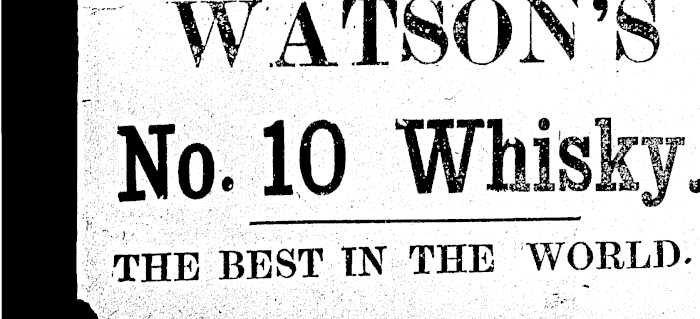 WATSON'S
No. 10 Whisky.
THE BEST IN THE WORLD.